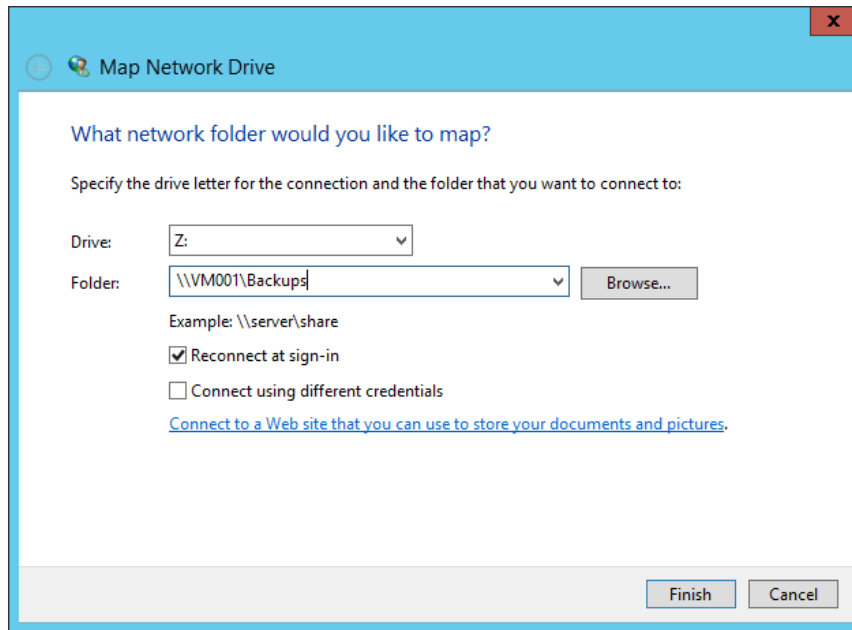 x
Map Network Drive
What network folder would you like to map?
Specify the drive letter for the connection and the folder that you want to connect to:
Drive: Z:
Folder: \\VM001\Backups Browse...
Example: \\server\share
Reconnect at sign-in
Connect using different credentials
Connect to a Web site that you can use to store your documents and pictures.
Finish Cancel